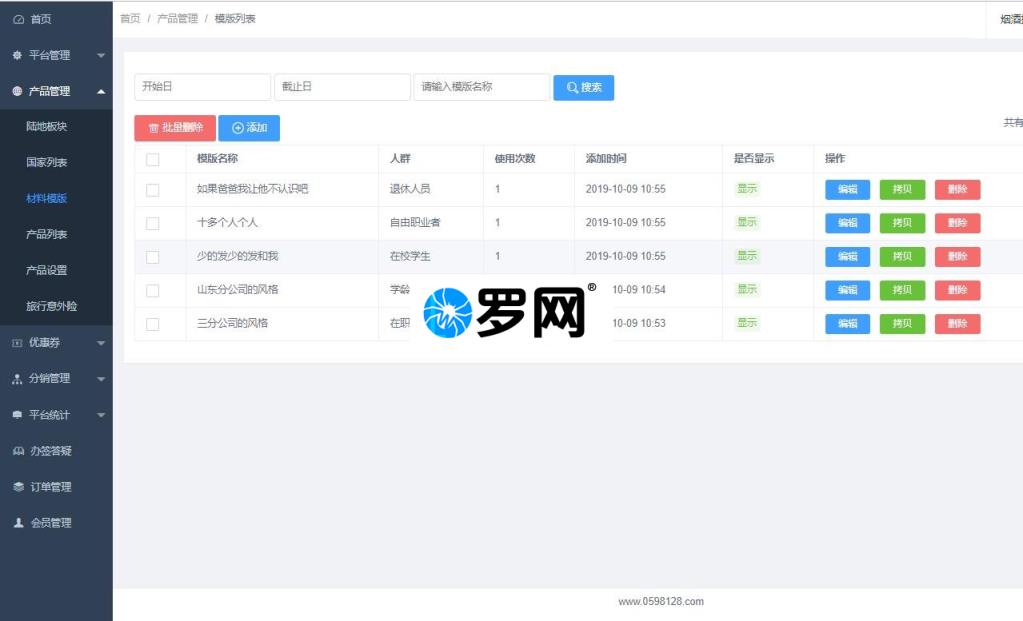 首页
平台管理
产品管理
陆地板块
国家列表
材料模版
产品列表
产品设置
旅行意外险
优惠券
分销管理
平台统计
办签答疑
订单管理
会员管理
首页 / 产品管理 / 模版列表
烟酒
开始日 截止日 请输入模版名称 搜索
批量删除 添加
共有
模版名称 人群 使用次数 添加时间 是否显示 操作
如果爸爸我让他不认识吧 退休人员 1 2019-10-09 10:55 显示 编辑 拷贝 删除
十多个人个人 自由职业者 1 2019-10-09 10:55 显示 编辑 拷贝 删除
少的发少的发和我 在校学生 1 2019-10-09 10:55 显示 编辑 拷贝 删除
山东分公司的风格 学龄 10-09 10:54 显示 编辑 拷贝 删除
三分公司的风格 在职 10-09 10:53 显示 编辑 拷贝 删除
罗网®
www.0598128.com